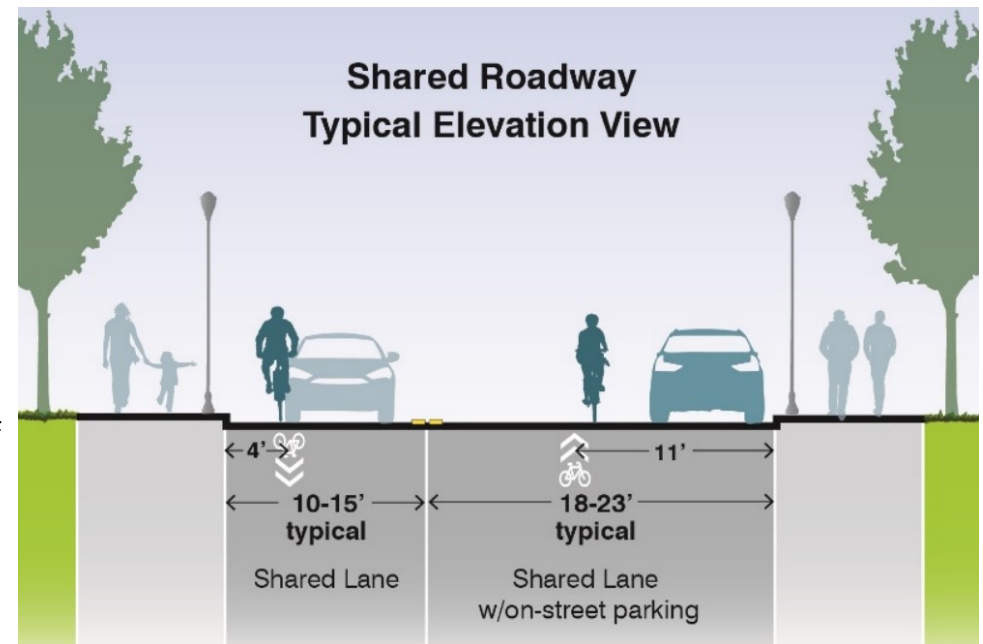 Shared Roadway
Typical Elevation View
4’
11’
10-15’
typical
18-23’
typical
Shared Lane
Shared Lane
w/on-street parking